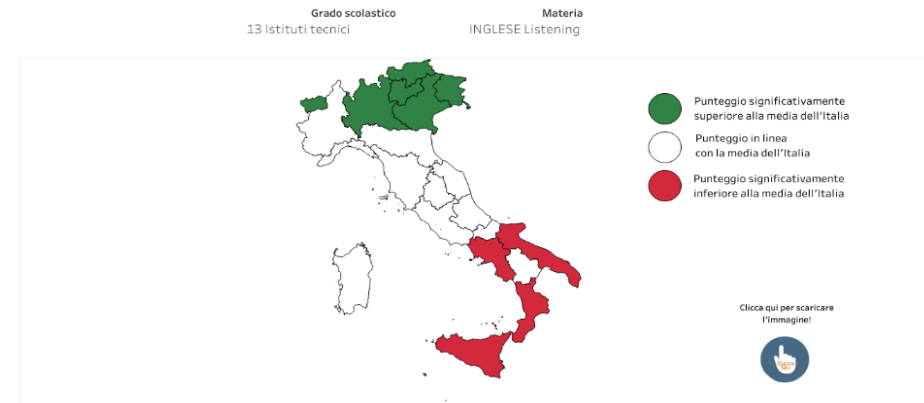 Grado scolastico
Materia
13 Istituti tecnici
INGLESE Listening
Punteggio significativamente
superiore alla media dell'Italia
Punteggio in linea
con la media dell'Italia
Punteggio significativamente
inferiore alla media dell'Italia
Clicca qui per scaricare
l'immagine!